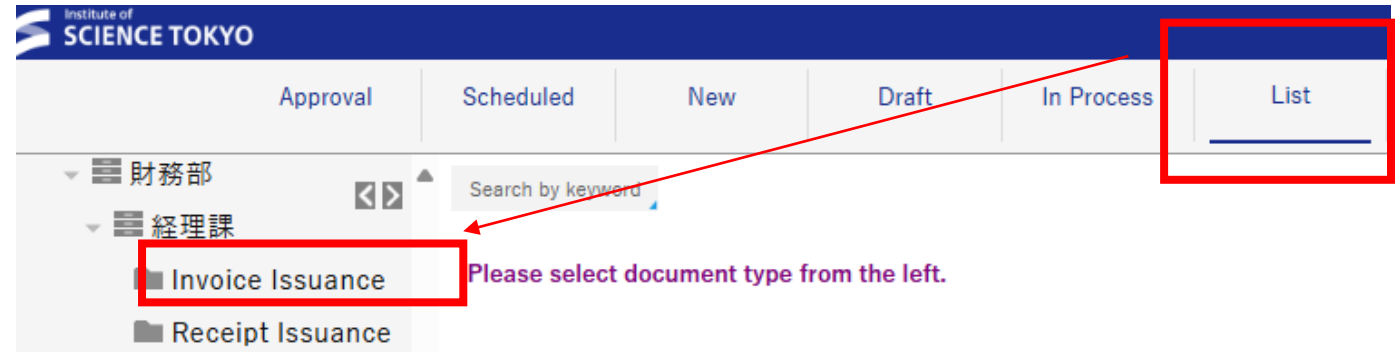 Institute of
SCIENCE TOKYO
Approval Scheduled New Draft In Process List
財務部
Search by keyword
経理課
Invoice Issuance
Please select document type from the left.
Receipt Issuance